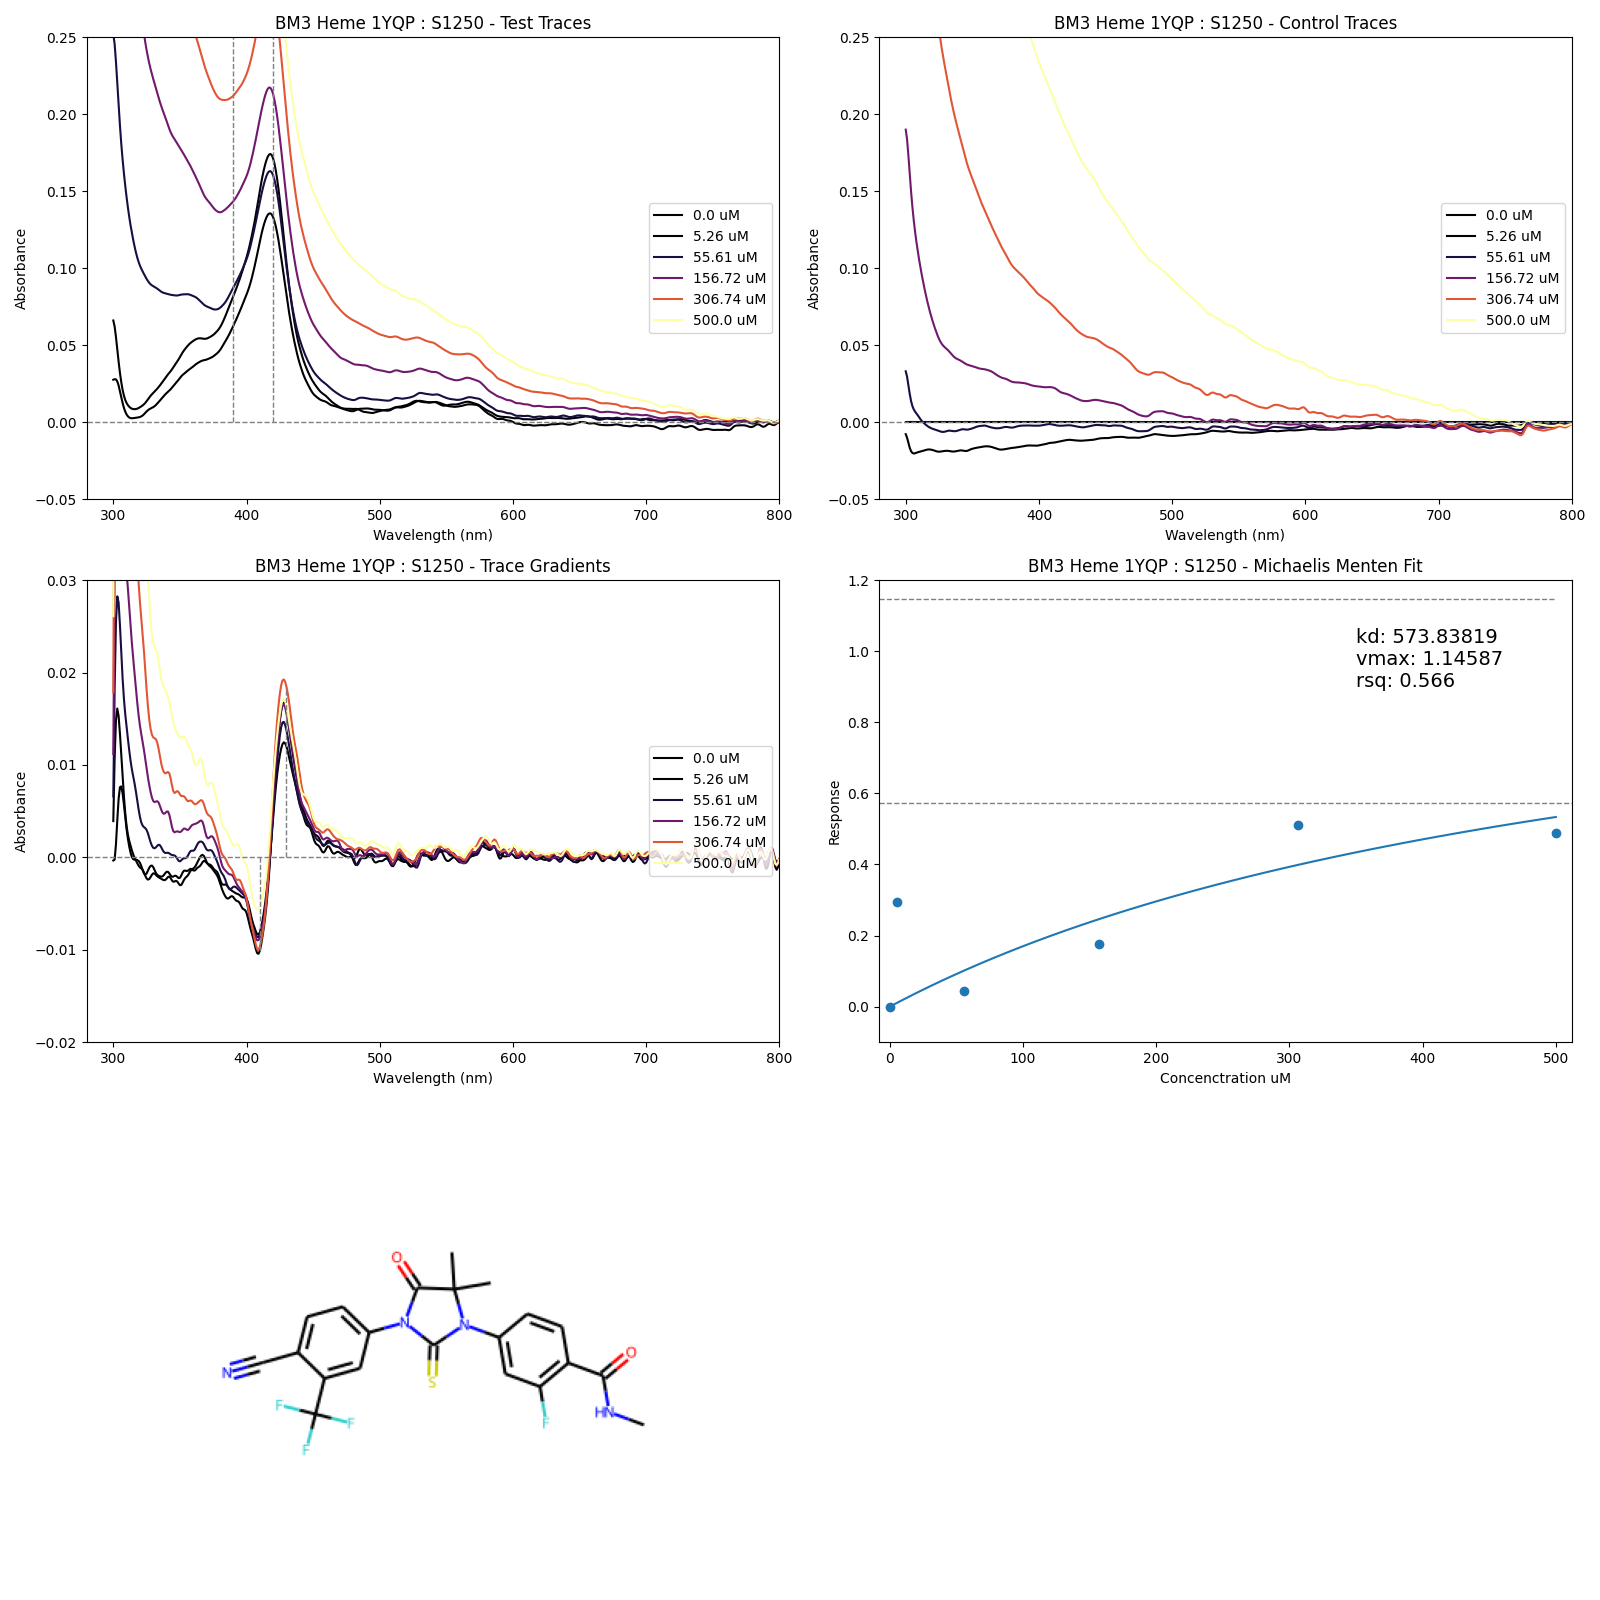 BM3 Heme 1YQP : S1250 - Test Traces
0.25
0.20
0.15
0.10
0.05
0.00
−0.05
Absorbance
300
400
500
600
700
800
Wavelength (nm)
0.0 uM
5.26 uM
55.61 uM
156.72 uM
306.74 uM
500.0 uM
BM3 Heme 1YQP : S1250 - Control Traces
0.25
0.20
0.15
0.10
0.05
0.00
−0.05
Absorbance
300
400
500
600
700
800
Wavelength (nm)
0.0 uM
5.26 uM
55.61 uM
156.72 uM
306.74 uM
500.0 uM
BM3 Heme 1YQP : S1250 - Trace Gradients
0.03
0.02
0.01
0.00
−0.01
−0.02
Absorbance
300
400
500
600
700
800
Wavelength (nm)
0.0 uM
5.26 uM
55.61 uM
156.72 uM
306.74 uM
500.0 uM
BM3 Heme 1YQP : S1250 - Michaelis Menten Fit
1.2
1.0
0.8
0.6
0.4
0.2
0.0
Response
kd: 573.83819
vmax: 1.14587
rsq: 0.566
0
100
200
300
400
500
Concenctration uM
O
N
N
N
S
O
HN
F
F
F
F